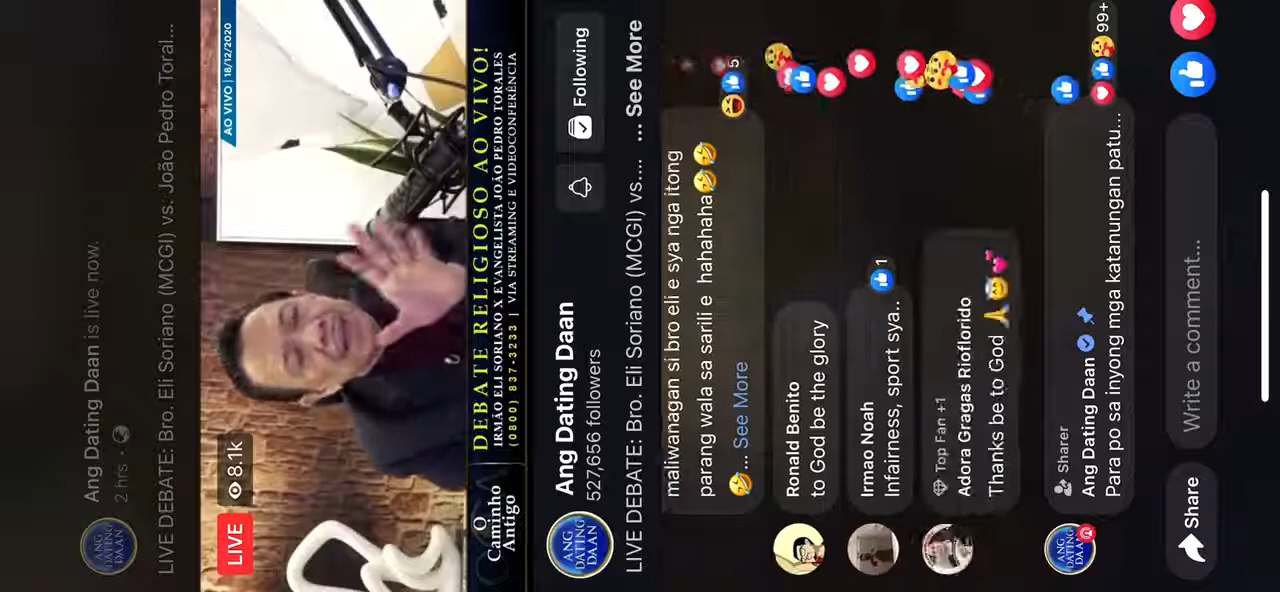 Ang Dating Daan is live now.
2 hrs ·
LIVE DEBATE: Bro. Eli Soriano (MCGI) vs. João Pedro Toral...
LIVE
8.1k
AO VIVO | 18/12/2020
O
Caminho
Antigo
DEBATE RELIGIOSO AO VIVO!
IRMÃO ELI SORIANO X EVANGELISTA JOÃO PEDRO TORALES
(0800) 837-3233 | VIA STREAMING E VIDEOCONFERÊNCIA
ANG
DATING
DAAN
Ang Dating Daan
527,656 followers
Following
LIVE DEBATE: Bro. Eli Soriano (MCGI) vs.... ... See More
maliwanagan si bro eli e sya nga itong
parang wala sa sarili e hahahaha🤣🤣
🤣... See More
5
Ronald Benito
to God be the glory
Irmao Noah
Infairness, sport sya..
1
Top Fan +1
Adora Gragas Rioflorido
Thanks be to God 🙏😇💕
Sharer
Ang Dating Daan
Para po sa inyong mga katanungan patu...
99+
Share
Write a comment...